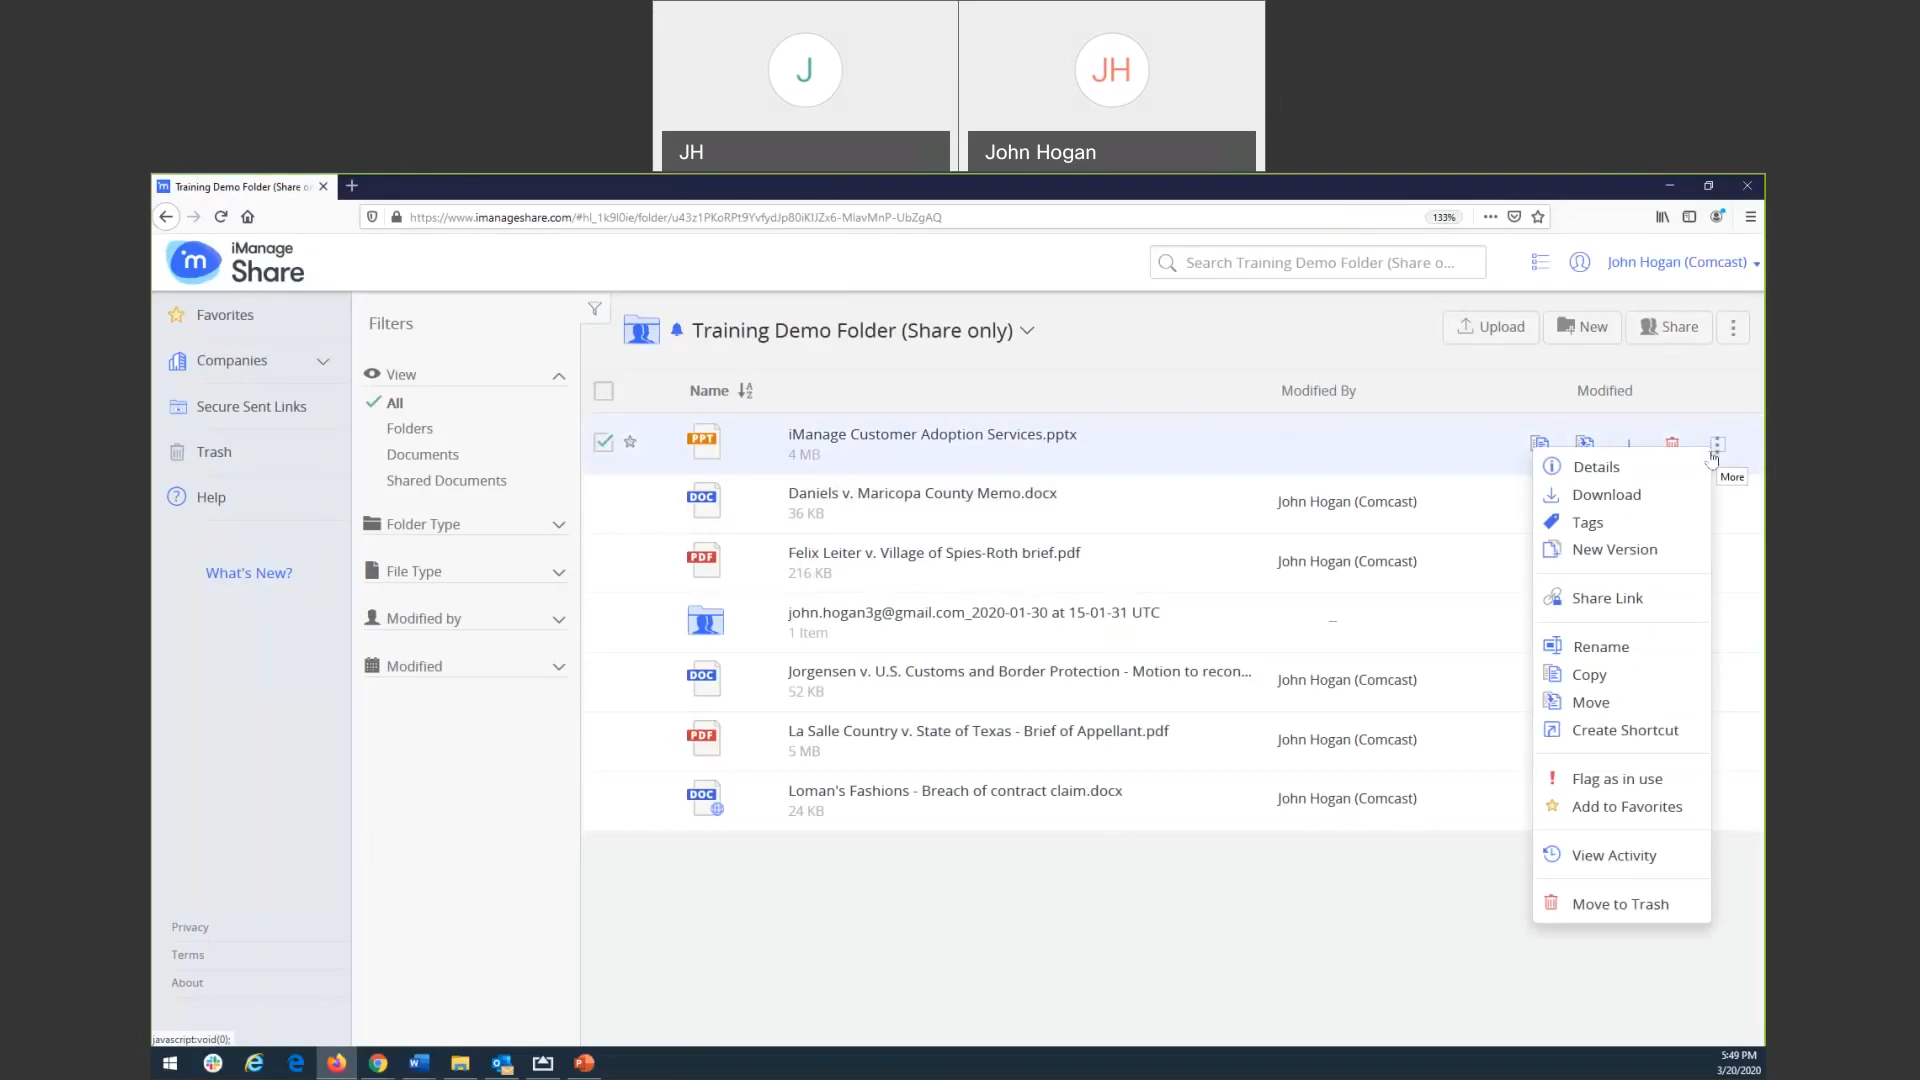 J
JH
JH
John Hogan
Training Demo Folder (Share o
https://www.imanageshare.com/#hl_1k9l0ie/folder/u43z1PKoRPt9YvfydJp80iKIJZx6-MlavMnP-UbZgAQ
133%
m
iManage
Share
Search Training Demo Folder (Share o...
John Hogan (Comcast)
Favorites
Companies
Secure Sent Links
Trash
Help
What's New?
Privacy
Terms
About
javascript:void(0);
Filters
View
All
Folders
Documents
Shared Documents
Folder Type
File Type
Modified by
Modified
Training Demo Folder (Share only)
Upload
New
Share
Name
Modified By
Modified
PPT
iManage Customer Adoption Services.pptx
4 MB
DOC
Daniels v. Maricopa County Memo.docx
36 KB
John Hogan (Comcast)
PDF
Felix Leiter v. Village of Spies-Roth brief.pdf
216 KB
John Hogan (Comcast)
john.hogan3g@gmail.com_2020-01-30 at 15-01-31 UTC
1 Item
--
DOC
Jorgensen v. U.S. Customs and Border Protection - Motion to recon...
52 KB
John Hogan (Comcast)
PDF
La Salle Country v. State of Texas - Brief of Appellant.pdf
5 MB
John Hogan (Comcast)
DOC
Loman's Fashions - Breach of contract claim.docx
24 KB
John Hogan (Comcast)
More
Details
Download
Tags
New Version
Share Link
Rename
Copy
Move
Create Shortcut
Flag as in use
Add to Favorites
View Activity
Move to Trash
5:49 PM
3/20/2020